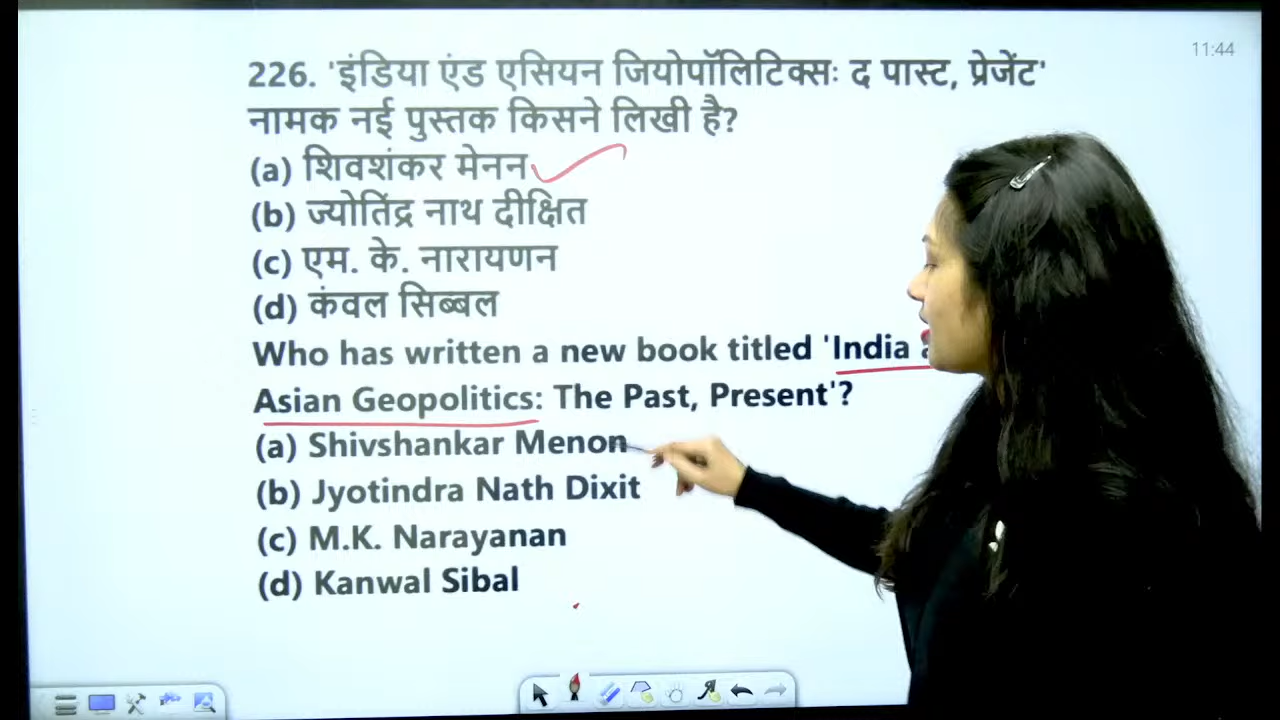 11:44
226. 'इंडिया एंड एसियन जियोपॉलिटिक्सः द पास्ट, प्रेजेंट'
नामक नई पुस्तक किसने लिखी है?
(a) शिवशंकर मेनन
(b) ज्योतिंद्र नाथ दीक्षित
(c) एम. के. नारायणन
(d) कंवल सिब्बल
Who has written a new book titled 'India
Asian Geopolitics: The Past, Present'?
(a) Shivshankar Menon
(b) Jyotindra Nath Dixit
(c) M.K. Narayanan
(d) Kanwal Sibal